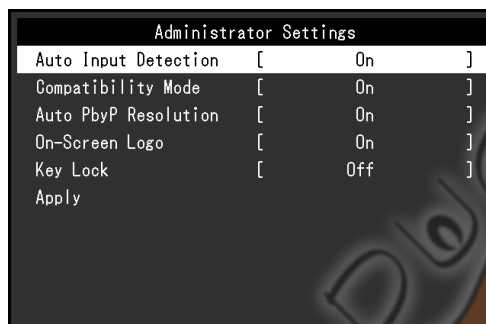 Administrator Settings
Auto Input Detection [ On ]
Compatibility Mode [ On ]
Auto PbyP Resolution [ On ]
On-Screen Logo [ On ]
Key Lock [ Off ]
Apply